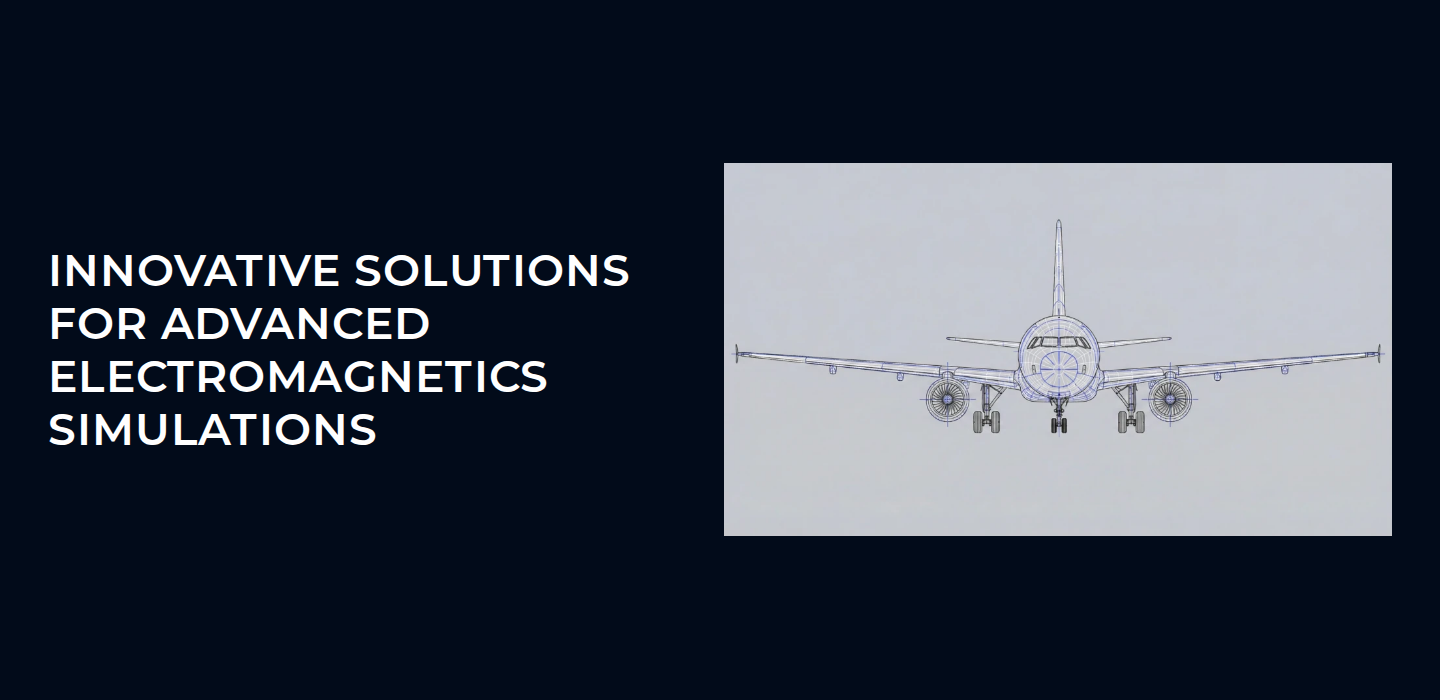 INNOVATIVE SOLUTIONS
FOR ADVANCED
ELECTROMAGNETICS
SIMULATIONS